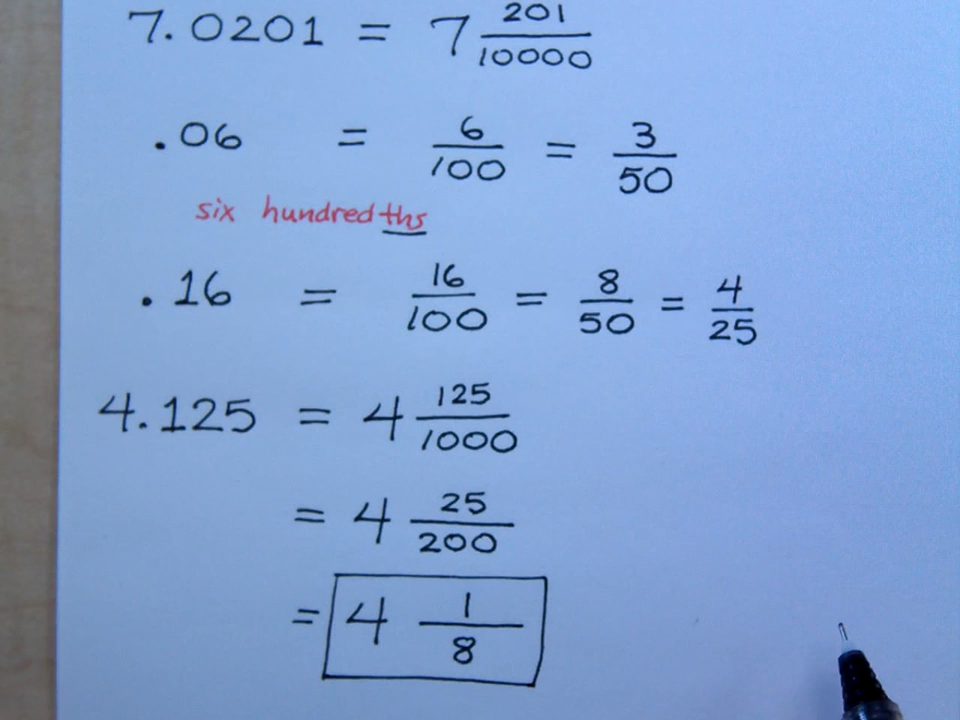 7.0201 = 7 201/10000
.06 = 6/100 = 3/50
six hundredths
.16 = 16/100 = 8/50 = 4/25
4.125 = 4 125/1000
= 4 25/200
= 4 1/8